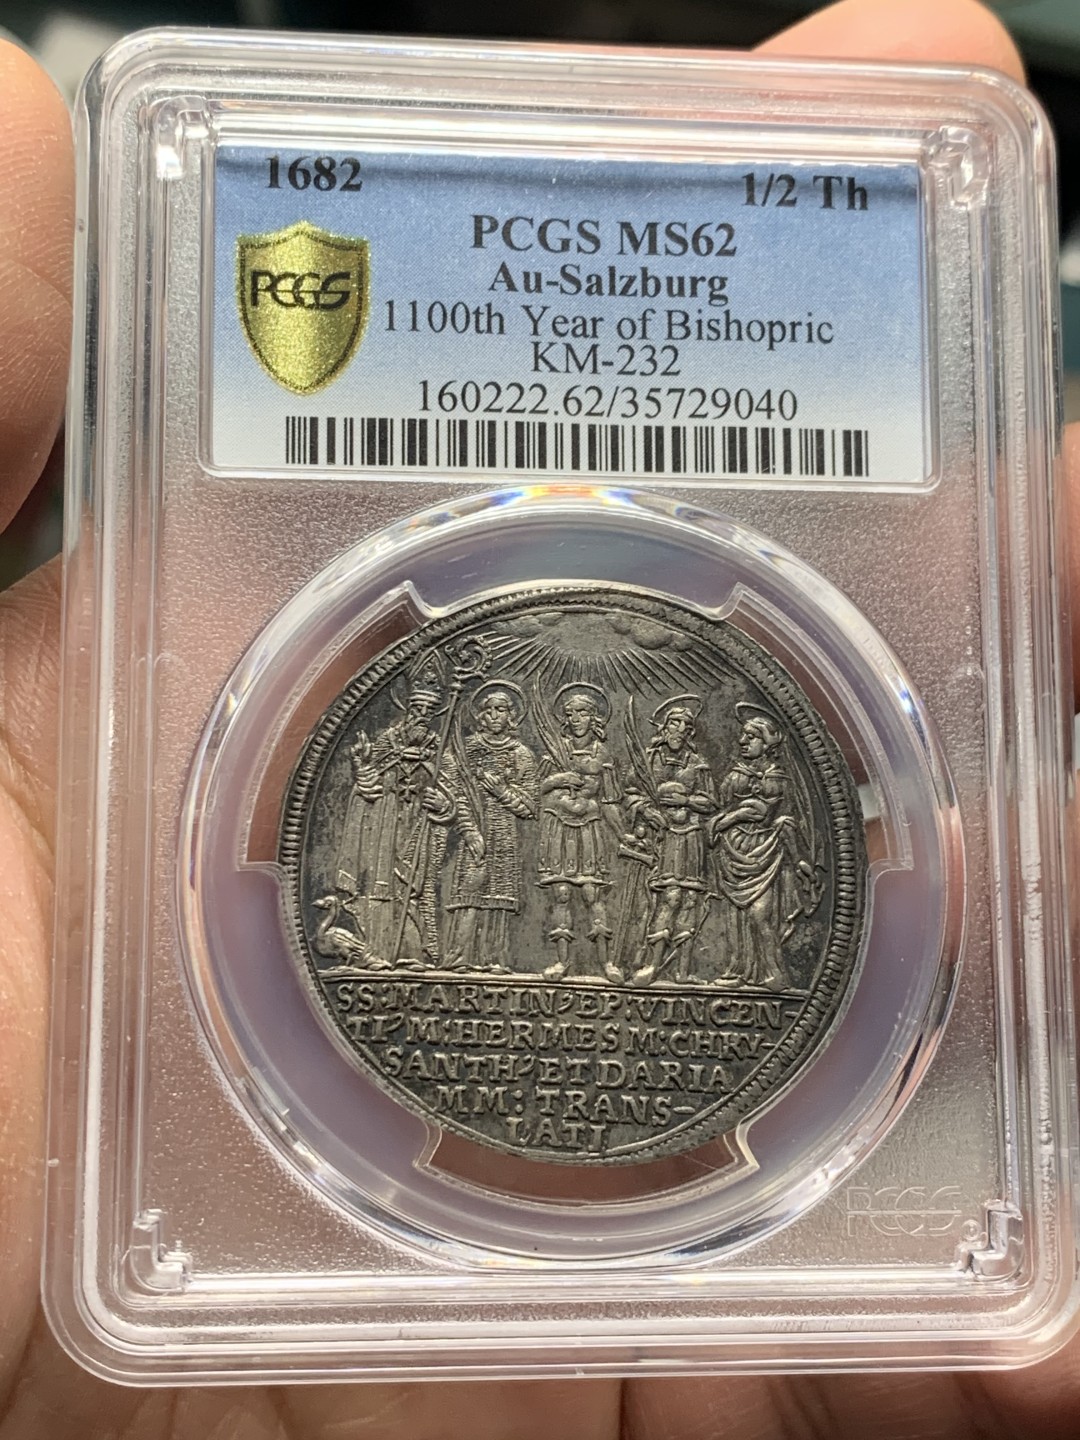 1682
1/2 Th
PCGS MS62
Au-Salzburg
PCGS
1100th Year of Bishopric
KM-232
160222.62/35729040
SS:MARTIN'EP:VINCEN-
TI'M:HERMES M:CHRY-
SANTH'ET DARIA
MM: TRANS-
LATI
PCGS